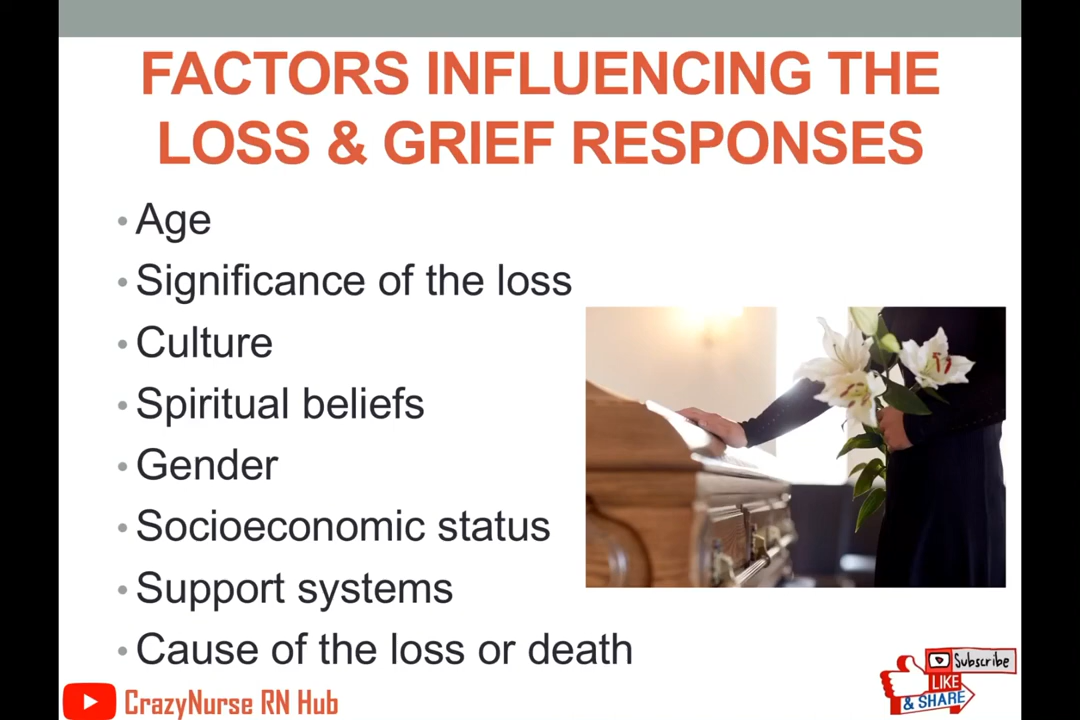 FACTORS INFLUENCING THE
LOSS & GRIEF RESPONSES
• Age
• Significance of the loss
• Culture
• Spiritual beliefs
• Gender
• Socioeconomic status
• Support systems
• Cause of the loss or death
CrazyNurse RN Hub
Subscribe
LIKE
& SHARE